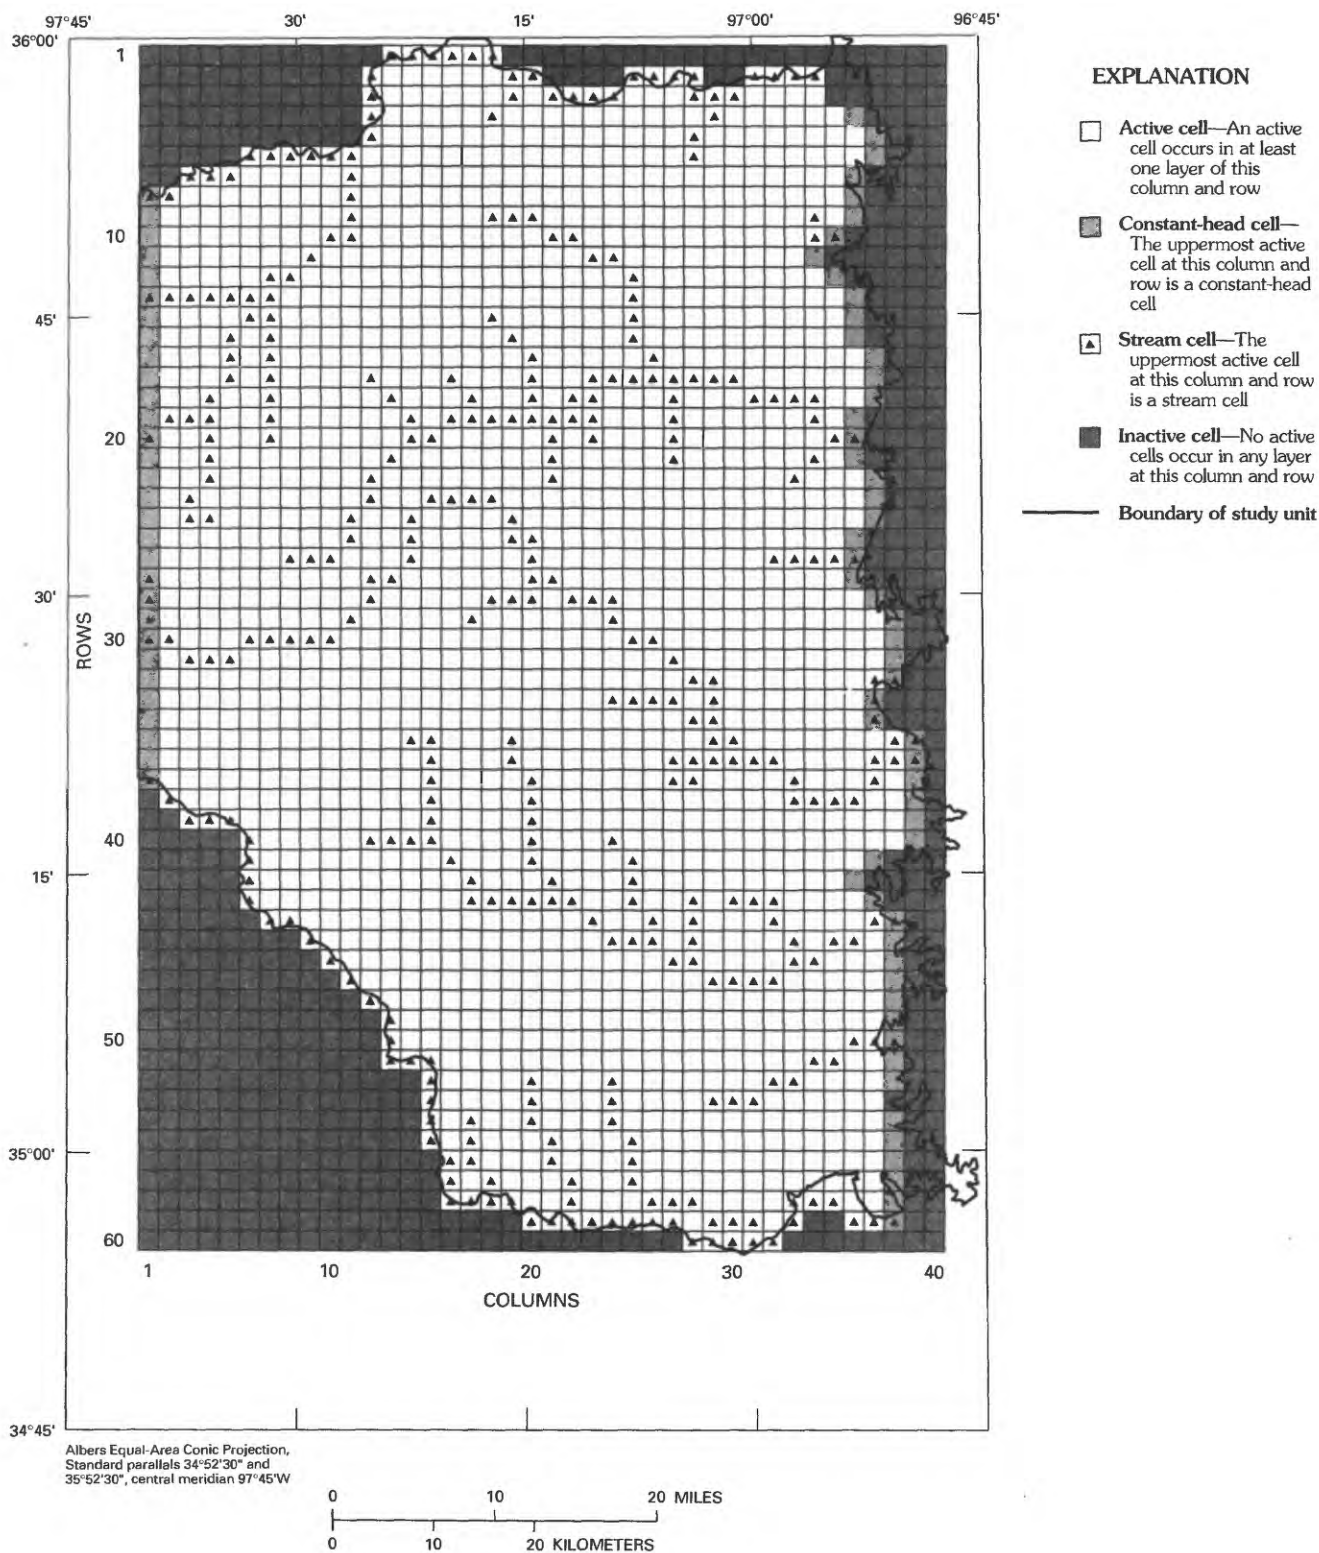 97°45' 30' 15' 97°00' 96°45'
36°00'
45'
30'
15'
35°00'
34°45'
ROWS
1
10
20
30
40
50
60
1 10 20 30 40
COLUMNS
EXPLANATION
Active cell—An active
cell occurs in at least
one layer of this
column and row
Constant-head cell—
The uppermost active
cell at this column and
row is a constant-head
cell
Stream cell—The
uppermost active cell
at this column and row
is a stream cell
Inactive cell—No active
cells occur in any layer
at this column and row
Boundary of study unit
Albers Equal-Area Conic Projection,
Standard parallals 34°52'30" and
35°52'30", central meridian 97°45'W
0 10 20 MILES
0 10 20 KILOMETERS